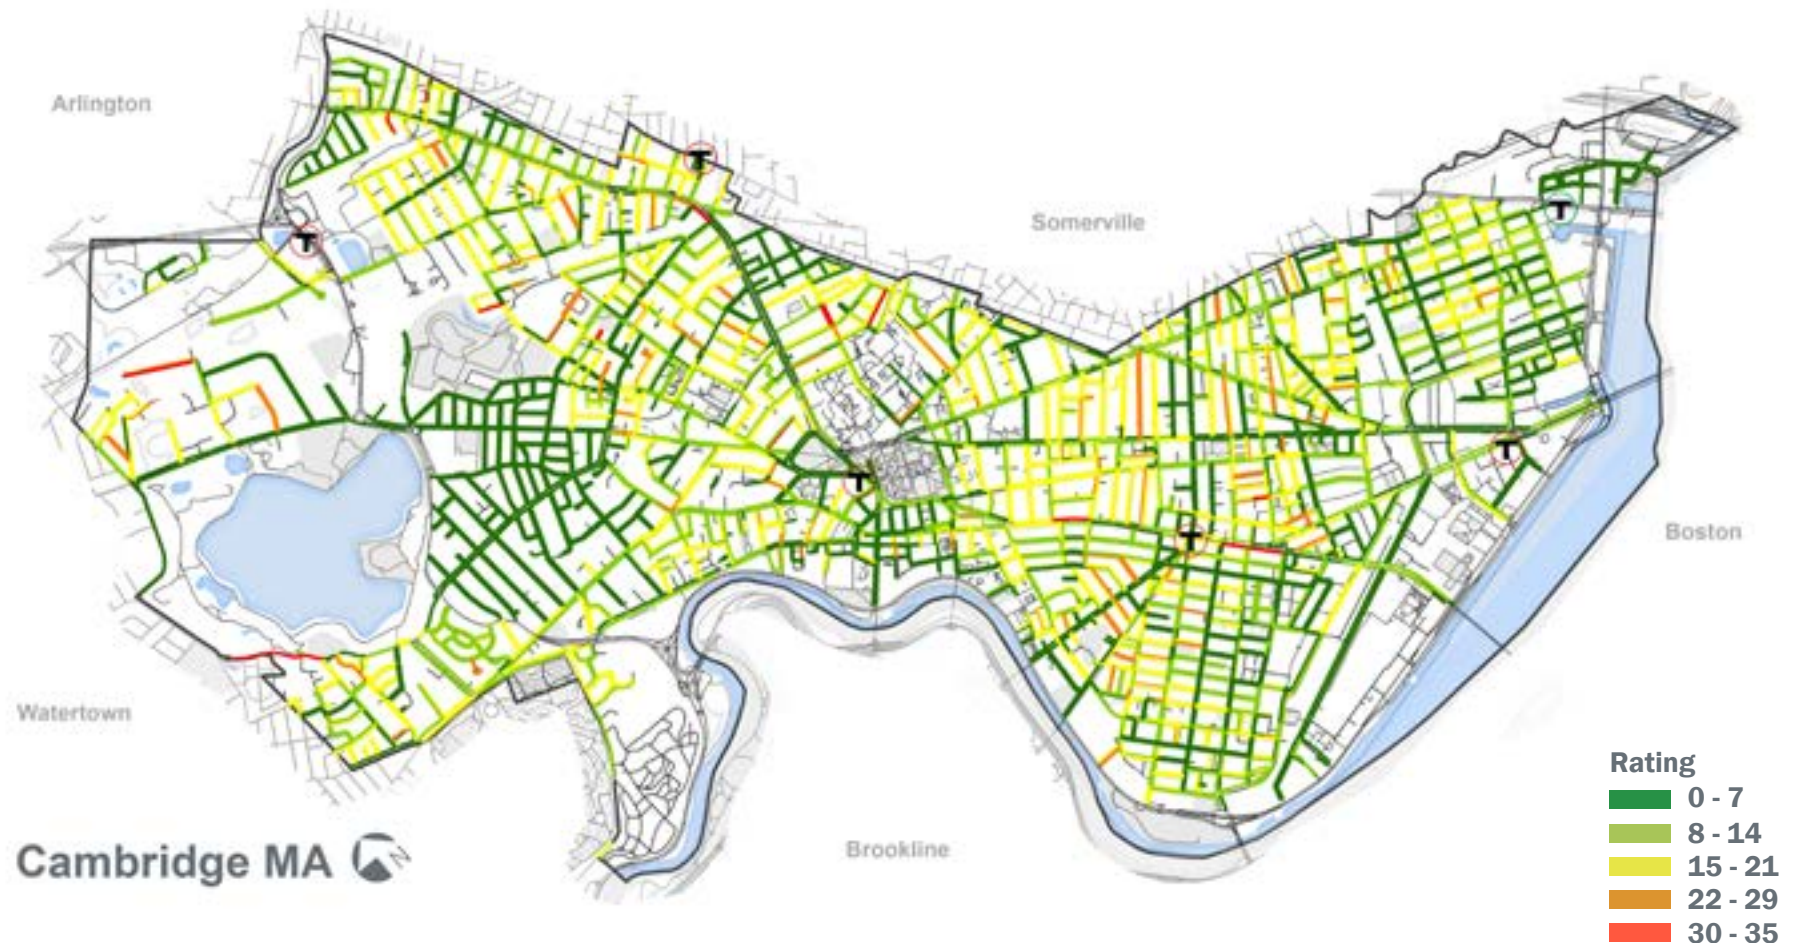 Arlington
Somerville
Boston
Watertown
Brookline
Cambridge MA
N
Rating
0 - 7
8 - 14
15 - 21
22 - 29
30 - 35
T
T
T
T
T
T